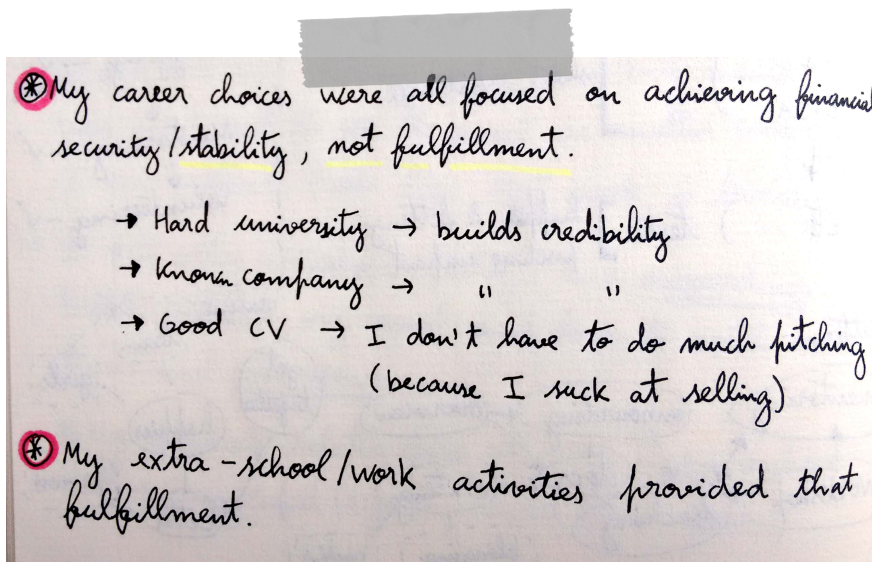 * My career choices were all focused on achieving financial
security/stability, not fulfillment.
→ Hard university → builds credibility
→ Known company → " "
→ Good CV → I don't have to do much pitching
(because I suck at selling)
* My extra-school/work activities provided that
fulfillment.